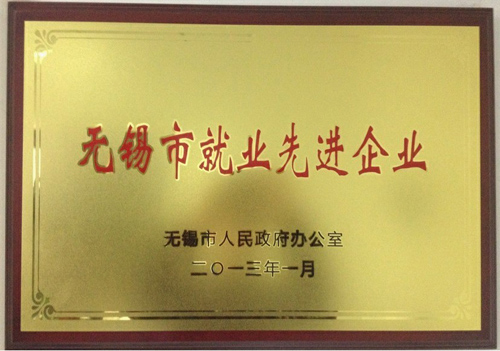 无锡市就业先进企业
无锡市人民政府办公室
二〇一三年一月